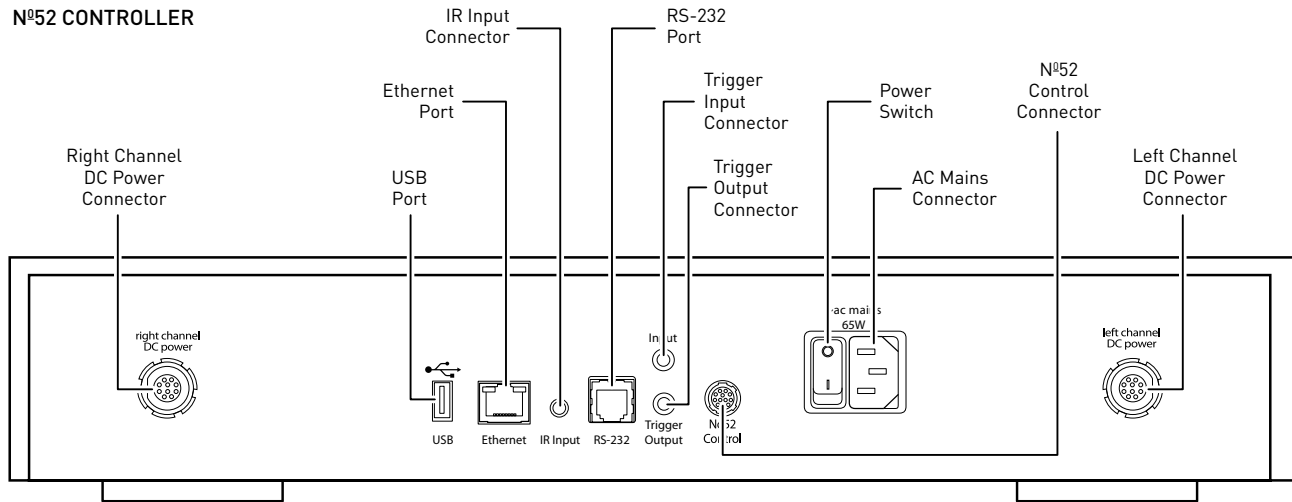 Nº52 CONTROLLER
IR Input
Connector
RS-232
Port
Ethernet
Port
Trigger
Input
Connector
Power
Switch
Nº52
Control
Connector
Right Channel
DC Power
Connector
USB
Port
Trigger
Output
Connector
AC Mains
Connector
Left Channel
DC Power
Connector
right channel
DC power
Input
~ac mains
65W
left channel
DC power
USB
Ethernet
IR Input
RS-232
Trigger
Output
No52
Control